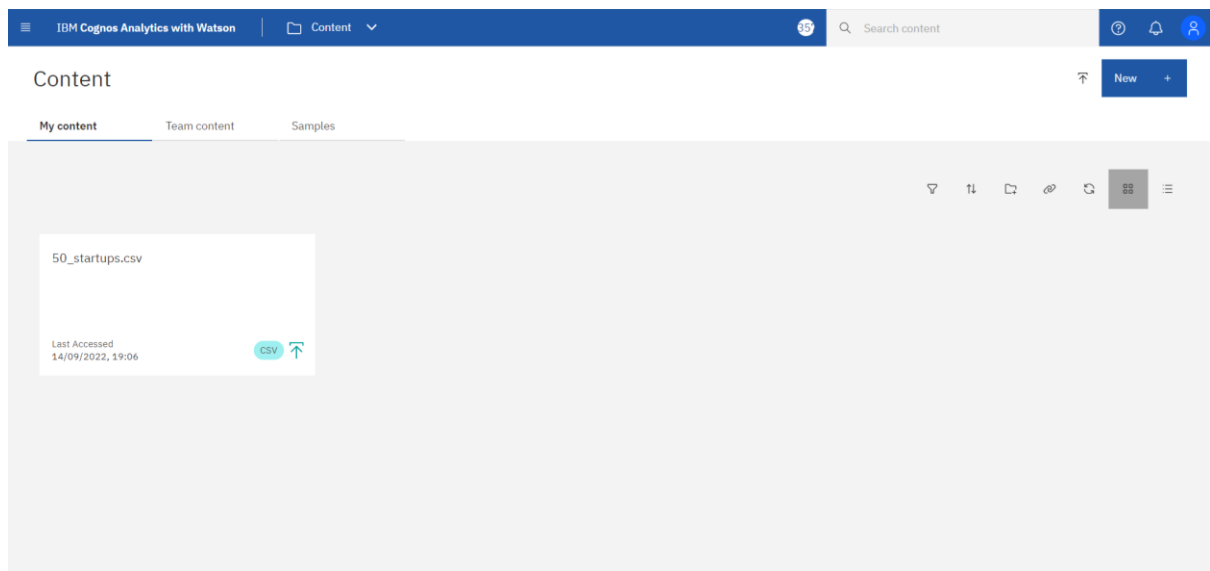 IBM Cognos Analytics with Watson
Content
Search content
Content
New +
My content
Team content
Samples
50_startups.csv
Last Accessed
14/09/2022, 19:06
CSV